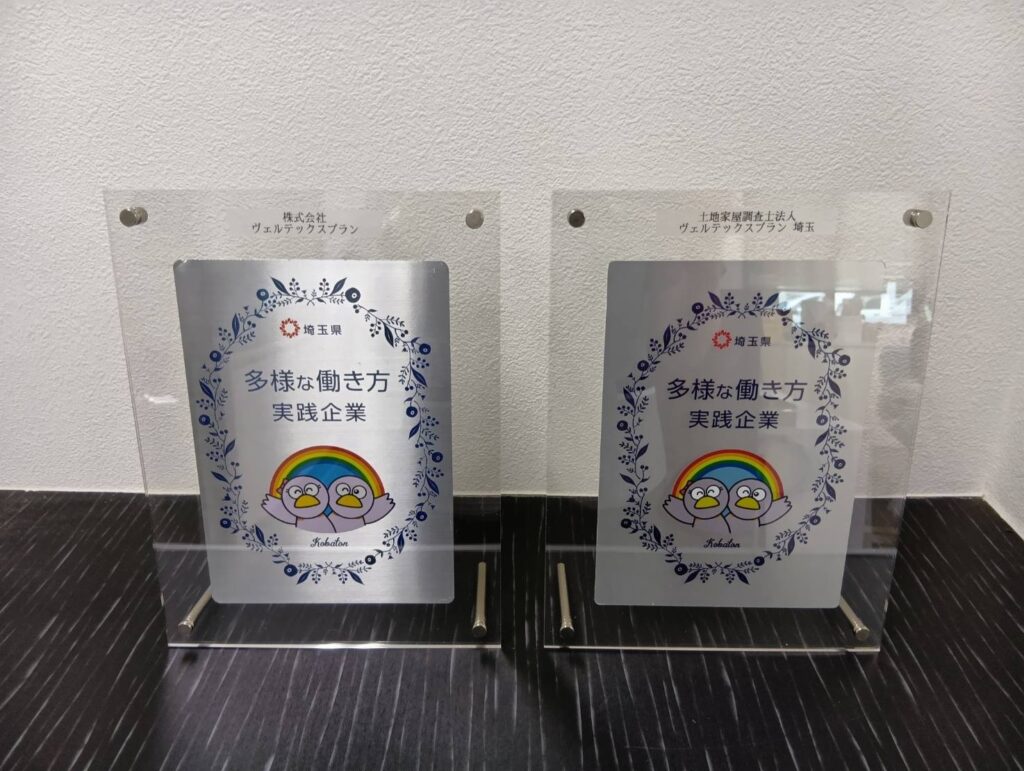 株式会社
ヴェルテックスプラン
埼玉県
多様な働き方
実践企業
Kobaton
土地家屋調査士法人
ヴェルテックスプラン 埼玉
埼玉県
多様な働き方
実践企業
Kobaton